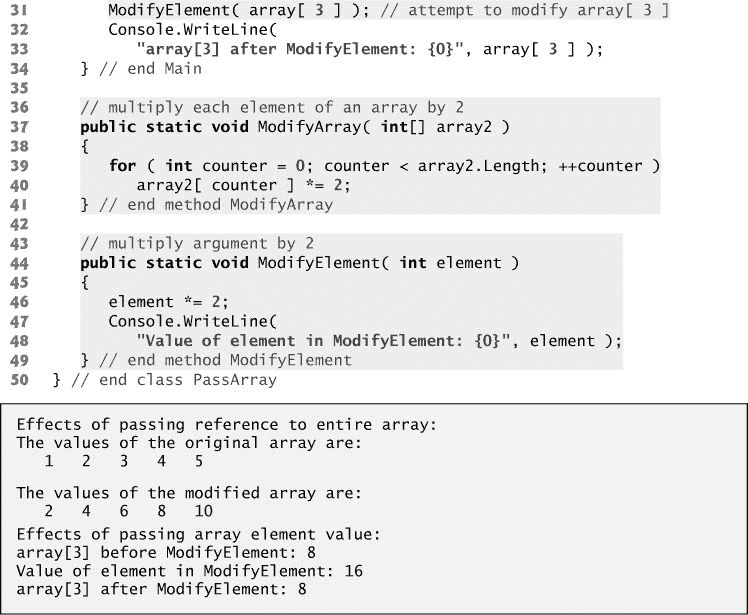 31 ModifyElement( array[ 3 ] ); // attempt to modify array[ 3 ]
32 Console.WriteLine(
33 "array[3] after ModifyElement: {0}", array[ 3 ] );
34 } // end Main
35
36 // multiply each element of an array by 2
37 public static void ModifyArray( int[] array2 )
38 {
39 for ( int counter = 0; counter < array2.Length; ++counter )
40 array2[ counter ] *= 2;
41 } // end method ModifyArray
42
43 // multiply argument by 2
44 public static void ModifyElement( int element )
45 {
46 element *= 2;
47 Console.WriteLine(
48 "Value of element in ModifyElement: {0}", element );
49 } // end method ModifyElement
50 } // end class PassArray
Effects of passing reference to entire array:
The values of the original array are:
1 2 3 4 5
The values of the modified array are:
2 4 6 8 10
Effects of passing array element value:
array[3] before ModifyElement: 8
Value of element in ModifyElement: 16
array[3] after ModifyElement: 8